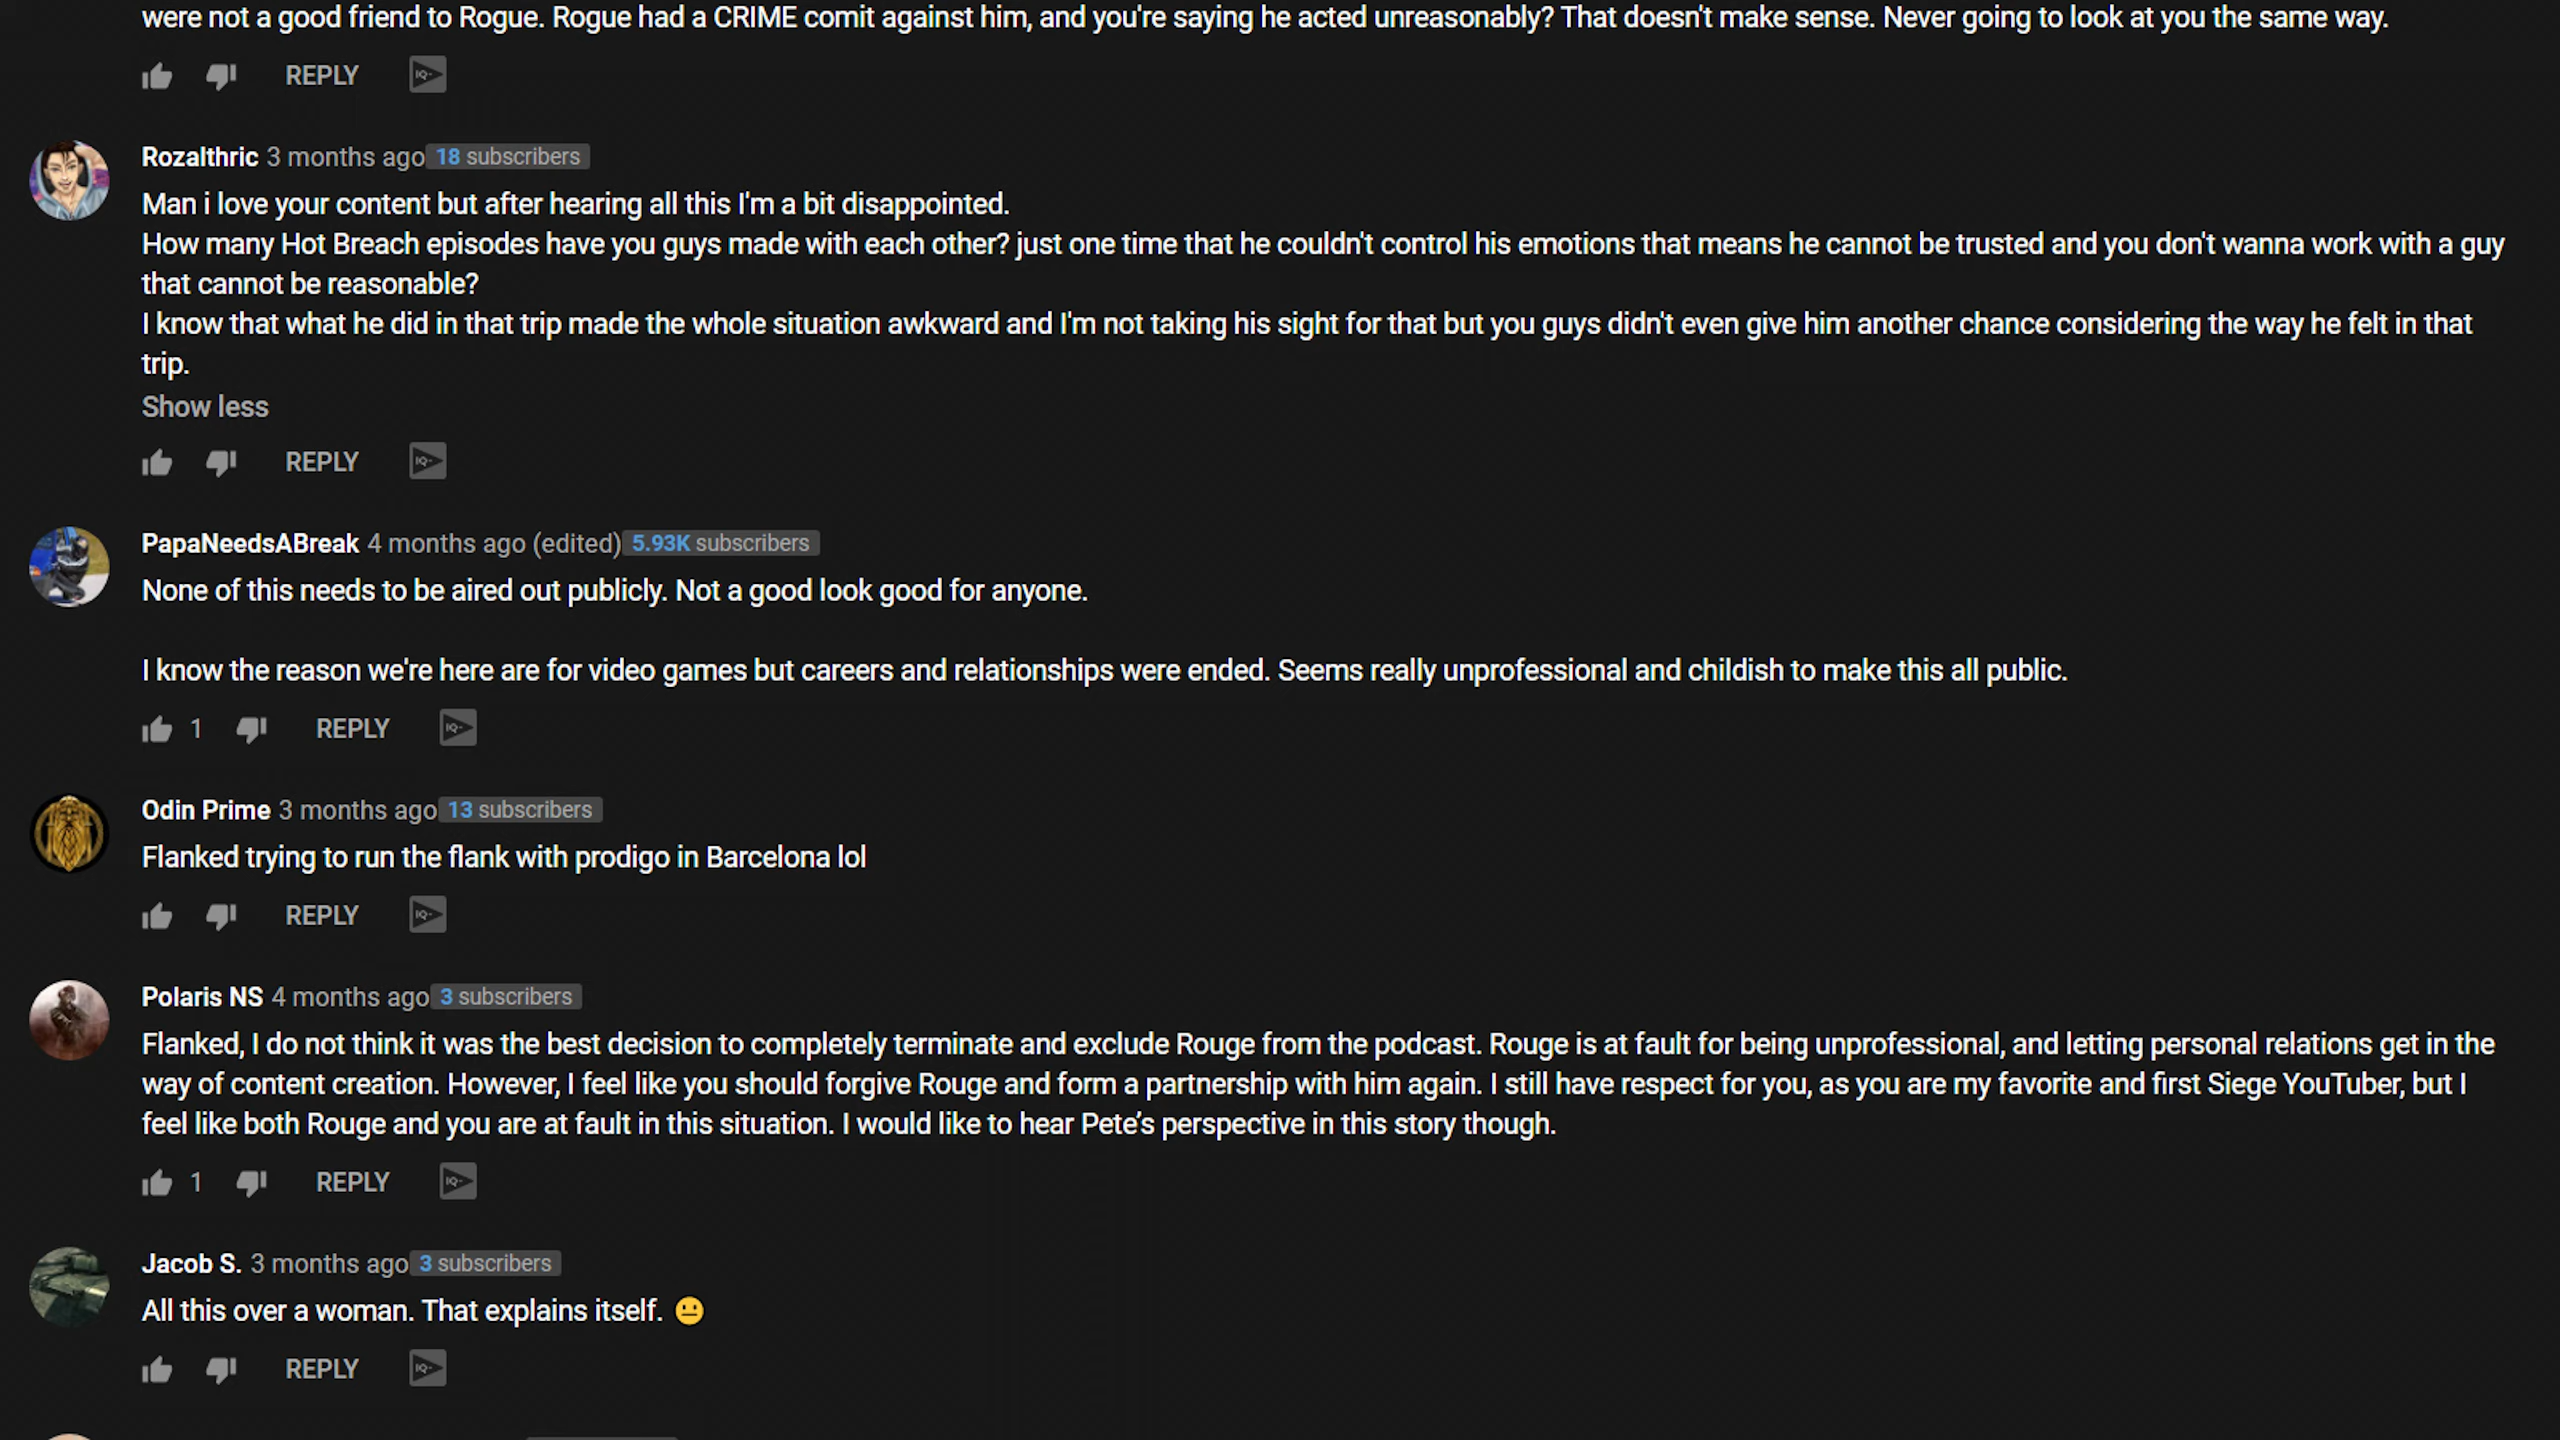 were not a good friend to Rogue. Rogue had a CRIME comit against him, and you're saying he acted unreasonably? That doesn't make sense. Never going to look at you the same way.
REPLY
Rozalthric 3 months ago 18 subscribers
Man i love your content but after hearing all this I'm a bit disappointed.
How many Hot Breach episodes have you guys made with each other? just one time that he couldn't control his emotions that means he cannot be trusted and you don't wanna work with a guy
that cannot be reasonable?
I know that what he did in that trip made the whole situation awkward and I'm not taking his sight for that but you guys didn't even give him another chance considering the way he felt in that
trip.
Show less
REPLY
PapaNeedsABreak 4 months ago (edited) 5.93K subscribers
None of this needs to be aired out publicly. Not a good look good for anyone.
I know the reason we're here are for video games but careers and relationships were ended. Seems really unprofessional and childish to make this all public.
1 REPLY
Odin Prime 3 months ago 13 subscribers
Flanked trying to run the flank with prodigo in Barcelona lol
REPLY
Polaris NS 4 months ago 3 subscribers
Flanked, I do not think it was the best decision to completely terminate and exclude Rouge from the podcast. Rouge is at fault for being unprofessional, and letting personal relations get in the
way of content creation. However, I feel like you should forgive Rouge and form a partnership with him again. I still have respect for you, as you are my favorite and first Siege YouTuber, but I
feel like both Rouge and you are at fault in this situation. I would like to hear Pete’s perspective in this story though.
1 REPLY
Jacob S. 3 months ago 3 subscribers
All this over a woman. That explains itself. 😐
REPLY